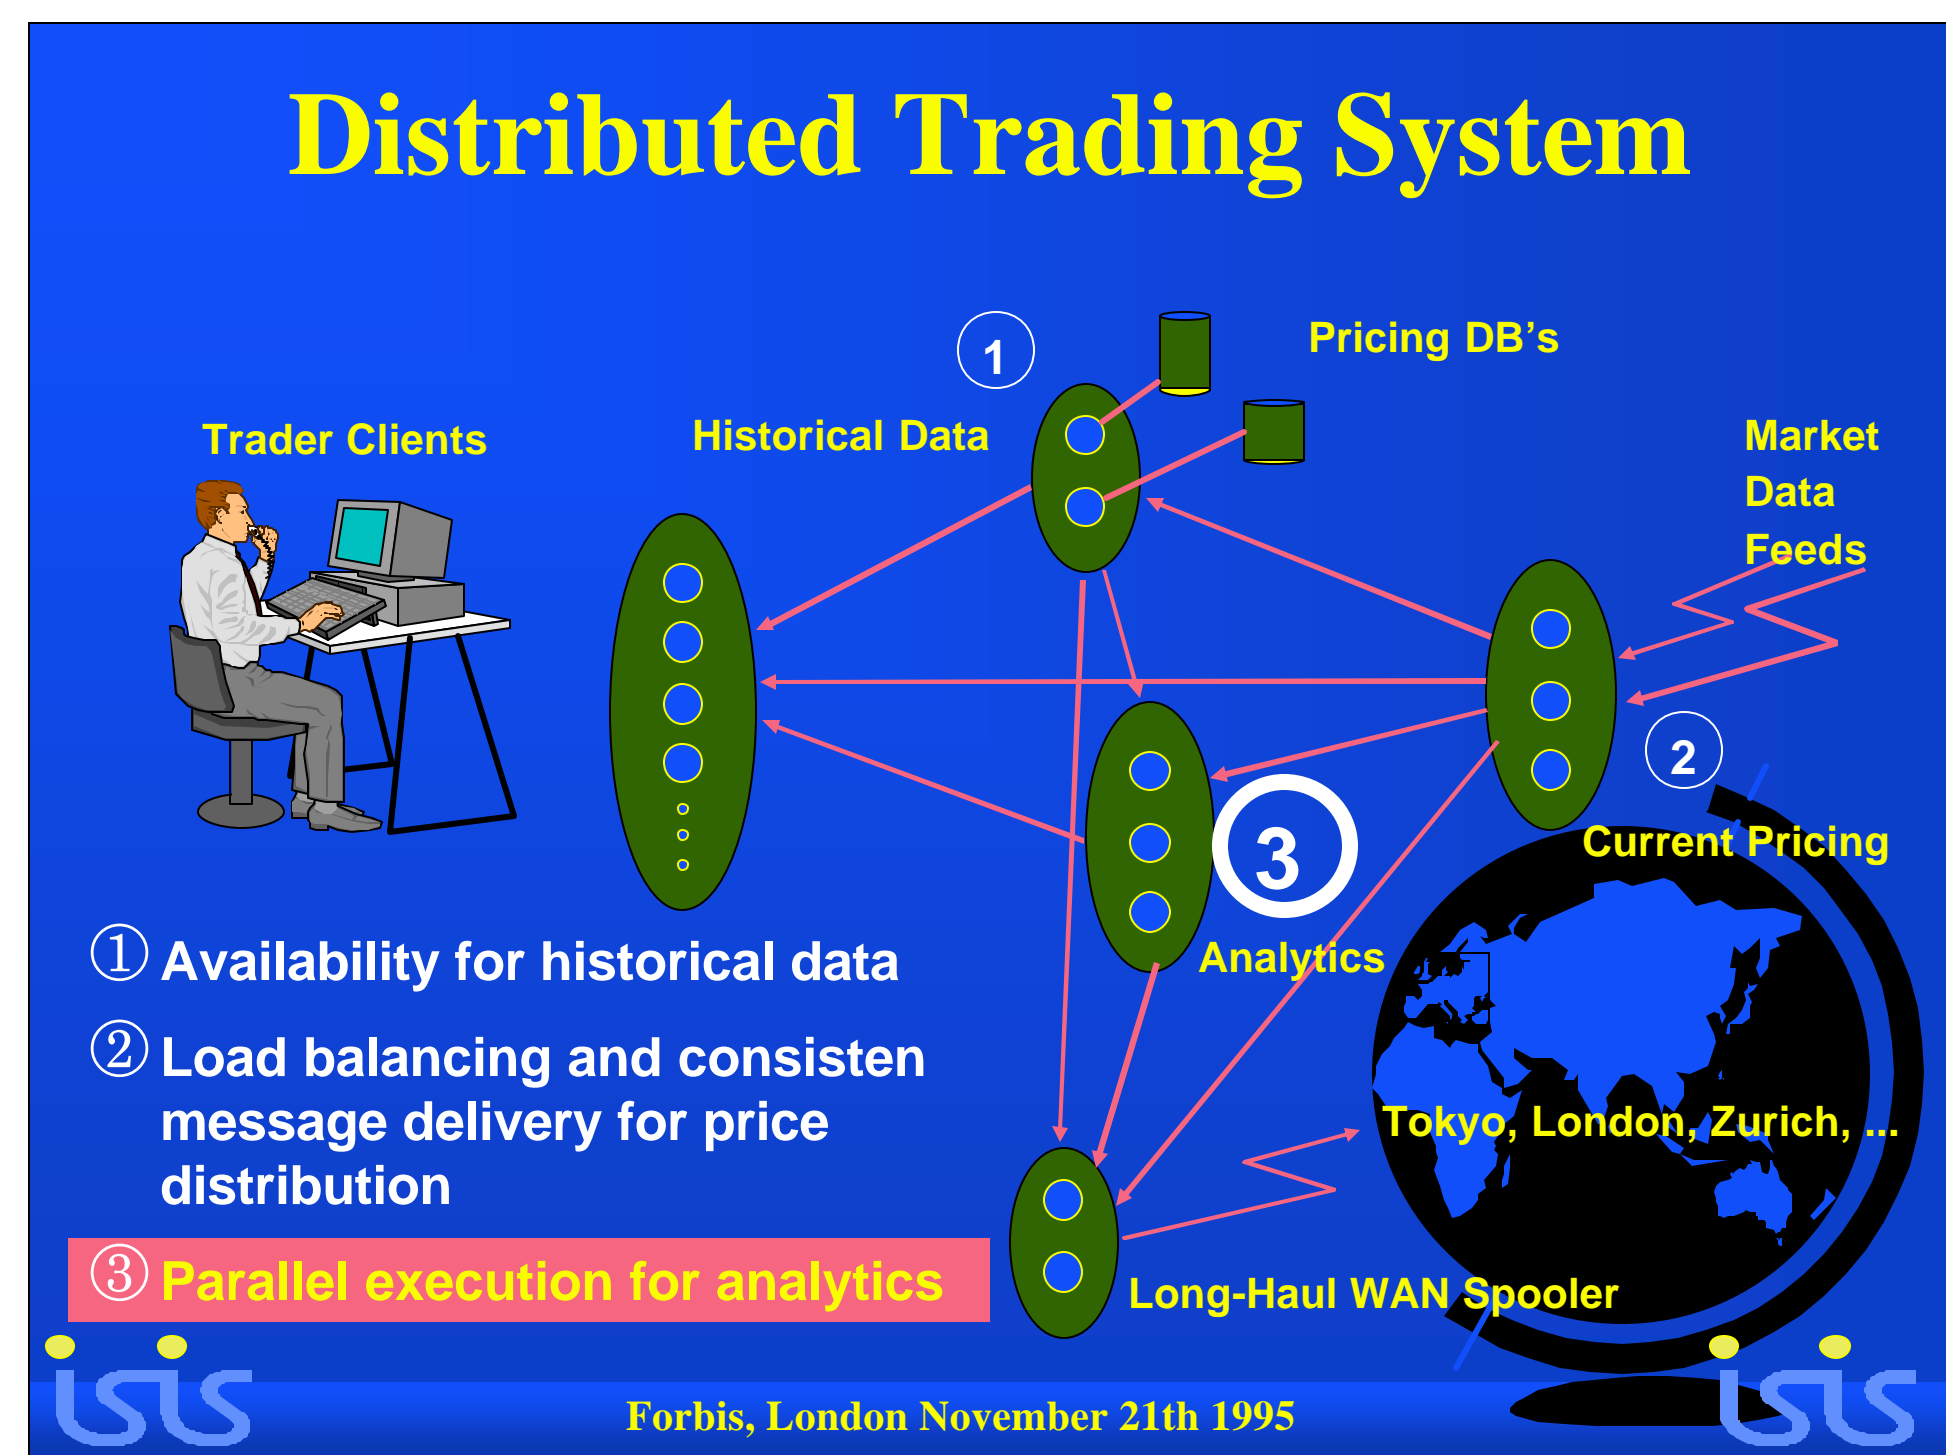 Distributed Trading System
1
Pricing DB’s
Trader Clients
Historical Data
Market
Data
Feeds
2
3
Current Pricing
Analytics
① Availability for historical data
② Load balancing and consisten
message delivery for price
distribution
Tokyo, London, Zurich, ...
③ Parallel execution for analytics
Long-Haul WAN Spooler
isis
Forbis, London November 21th 1995
isis